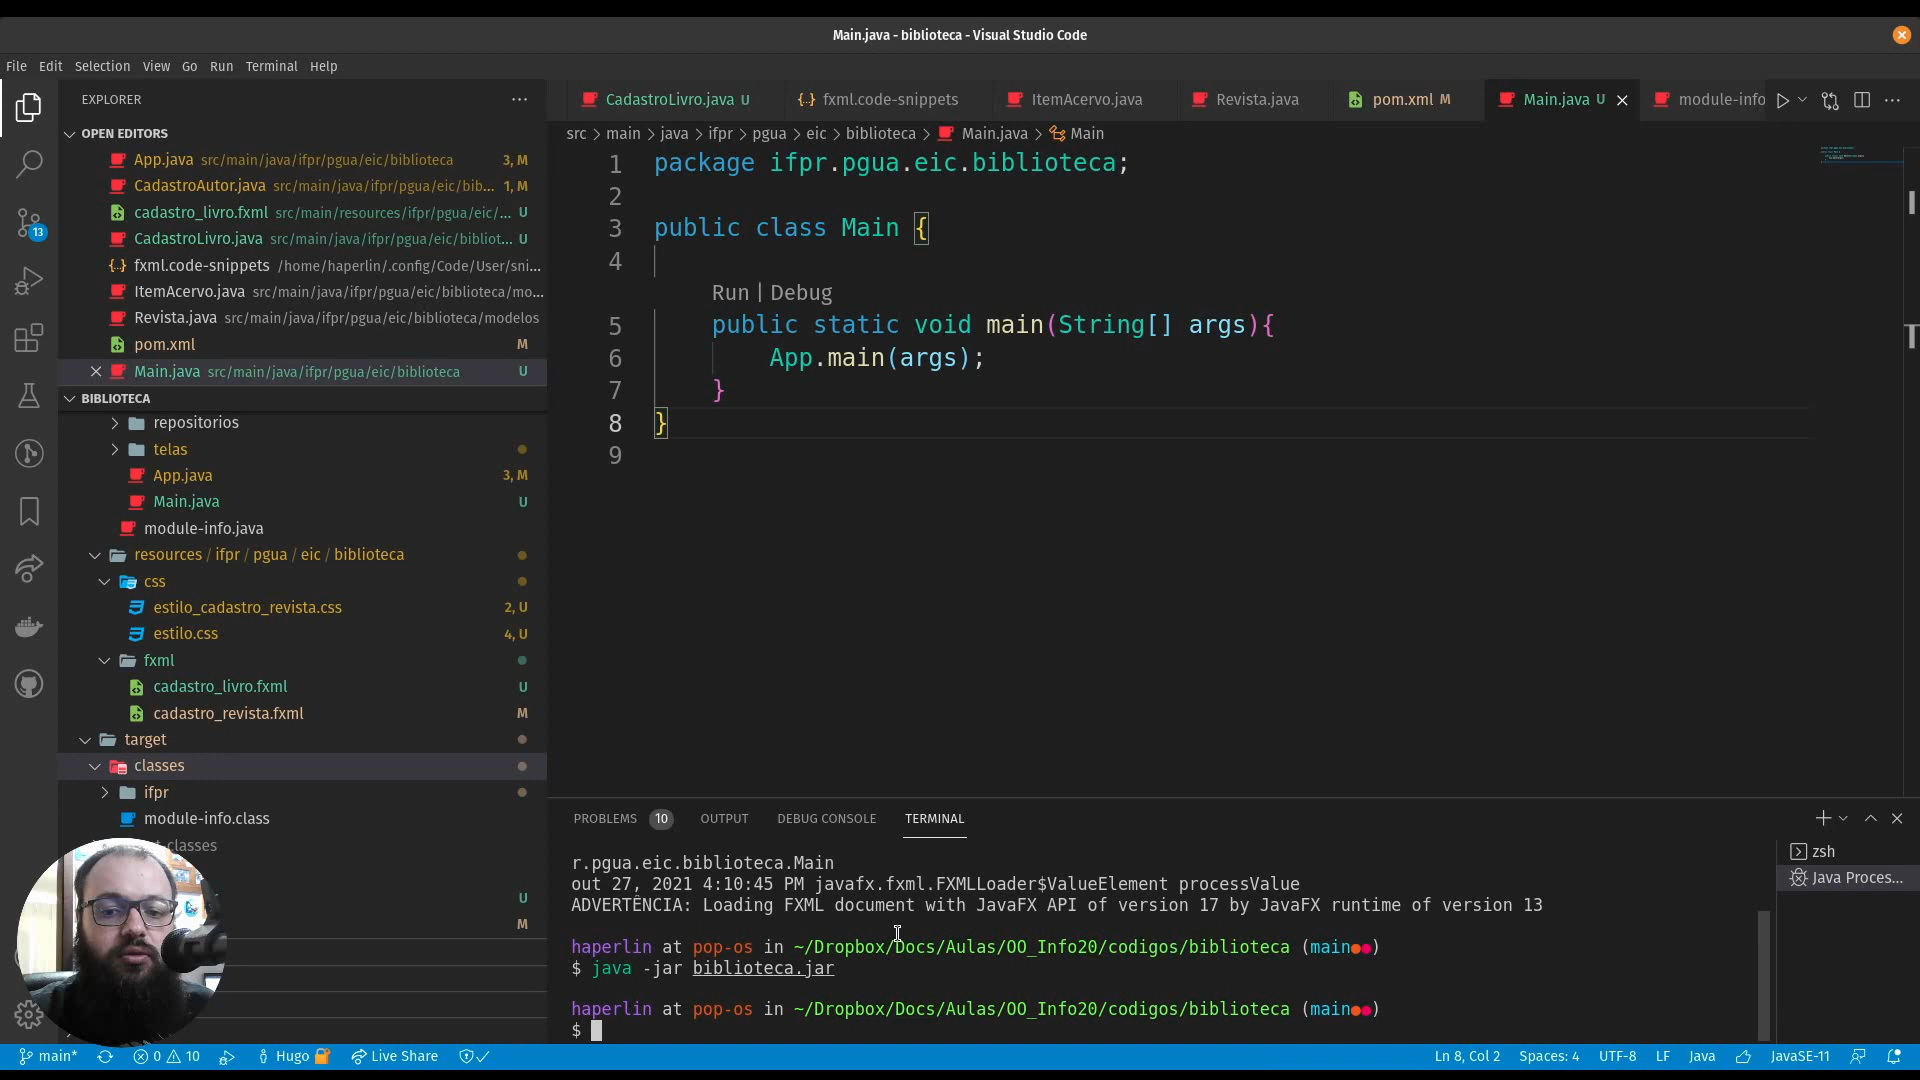 Main.java - biblioteca - Visual Studio Code
File Edit Selection View Go Run Terminal Help
EXPLORER
CadastroLivro.java U
fxml.code-snippets
ItemAcervo.java
Revista.java
pom.xml M
Main.java U
module-info
OPEN EDITORS
src > main > java > ifpr > pgua > eic > biblioteca > Main.java > Main
App.java src/main/java/ifpr/pgua/eic/biblioteca 3, M
CadastroAutor.java src/main/java/ifpr/pgua/eic/bib... 1, M
cadastro_livro.fxml src/main/resources/ifpr/pgua/eic/... U
CadastroLivro.java src/main/java/ifpr/pgua/eic/bibliot... U
fxml.code-snippets /home/haperlin/.config/Code/User/sni...
ItemAcervo.java src/main/java/ifpr/pgua/eic/biblioteca/mo...
Revista.java src/main/java/ifpr/pgua/eic/biblioteca/modelos
pom.xml M
Main.java src/main/java/ifpr/pgua/eic/biblioteca U
BIBLIOTECA
repositorios
telas
App.java 3, M
Main.java U
module-info.java
resources / ifpr / pgua / eic / biblioteca
css
estilo_cadastro_revista.css 2, U
estilo.css 4, U
fxml
cadastro_livro.fxml U
cadastro_revista.fxml M
target
classes
ifpr
module-info.class
-classes
U
M
13
1 package ifpr.pgua.eic.biblioteca;
2
3 public class Main {
4
Run | Debug
5 public static void main(String[] args){
6 App.main(args);
7 }
8 }
9
PROBLEMS 10 OUTPUT DEBUG CONSOLE TERMINAL
r.pgua.eic.biblioteca.Main
out 27, 2021 4:10:45 PM javafx.fxml.FXMLLoader$ValueElement processValue
ADVERTÊNCIA: Loading FXML document with JavaFX API of version 17 by JavaFX runtime of version 13
haperlin at pop-os in ~/Dropbox/Docs/Aulas/OO_Info20/codigos/biblioteca (main●●)
$ java -jar biblioteca.jar
haperlin at pop-os in ~/Dropbox/Docs/Aulas/OO_Info20/codigos/biblioteca (main●●)
$
zsh
Java Proces...
main* 0 10 Hugo Live Share
Ln 8, Col 2 Spaces: 4 UTF-8 LF Java JavaSE-11